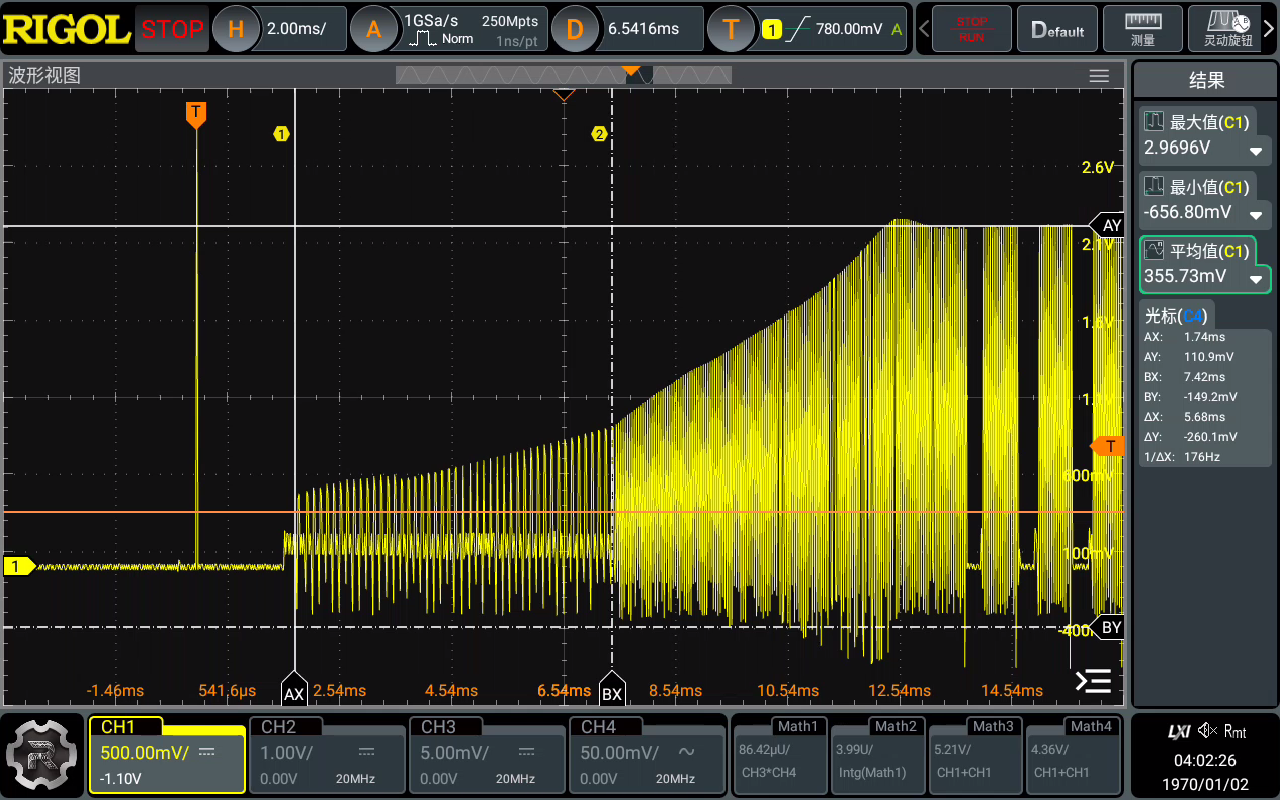 RIGOL STOP H 2.00ms/ A 1GSa/s 250Mpts Norm 1ns/pt D 6.5416ms T 1 780.00mV A STOP RUN Default 测量 灵动旋钮
波形视图
结果
T
1 2
最大值(C1)
2.9696V
2.6V
最小值(C1)
-656.80mV
AY
2.1V
平均值(C1)
355.73mV
光标(C4)
1.6V
AX: 1.74ms
AY: 110.9mV
BX: 7.42ms
BY: -149.2mV
ΔX: 5.68ms
ΔY: -260.1mV
1/ΔX: 176Hz
T
600mV
100mV
1
-400m
BY
-1.46ms 541.6μs AX 2.54ms 4.54ms 6.54ms BX 8.54ms 10.54ms 12.54ms 14.54ms
CH1 CH2 CH3 CH4 Math1 Math2 Math3 Math4
500.00mV/ 1.00V/ 5.00mV/ 50.00mV/ 86.42μU/ 3.99U/ 5.21V/ 4.36V/
-1.10V 0.00V 20MHz 0.00V 20MHz 0.00V 20MHz CH3*CH4 Intg(Math1) CH1+CH1 CH1+CH1
R
LXI Rmt
04:02:26
1970/01/02